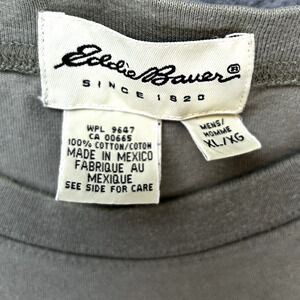 Eddie Bauer®
SINCE 1820
WPL 9647
CA 00665
100% COTTON/COTON
MADE IN MEXICO
FABRIQUE AU
MEXIQUE
SEE SIDE FOR CARE
MENS/
HOMME
XL/XG